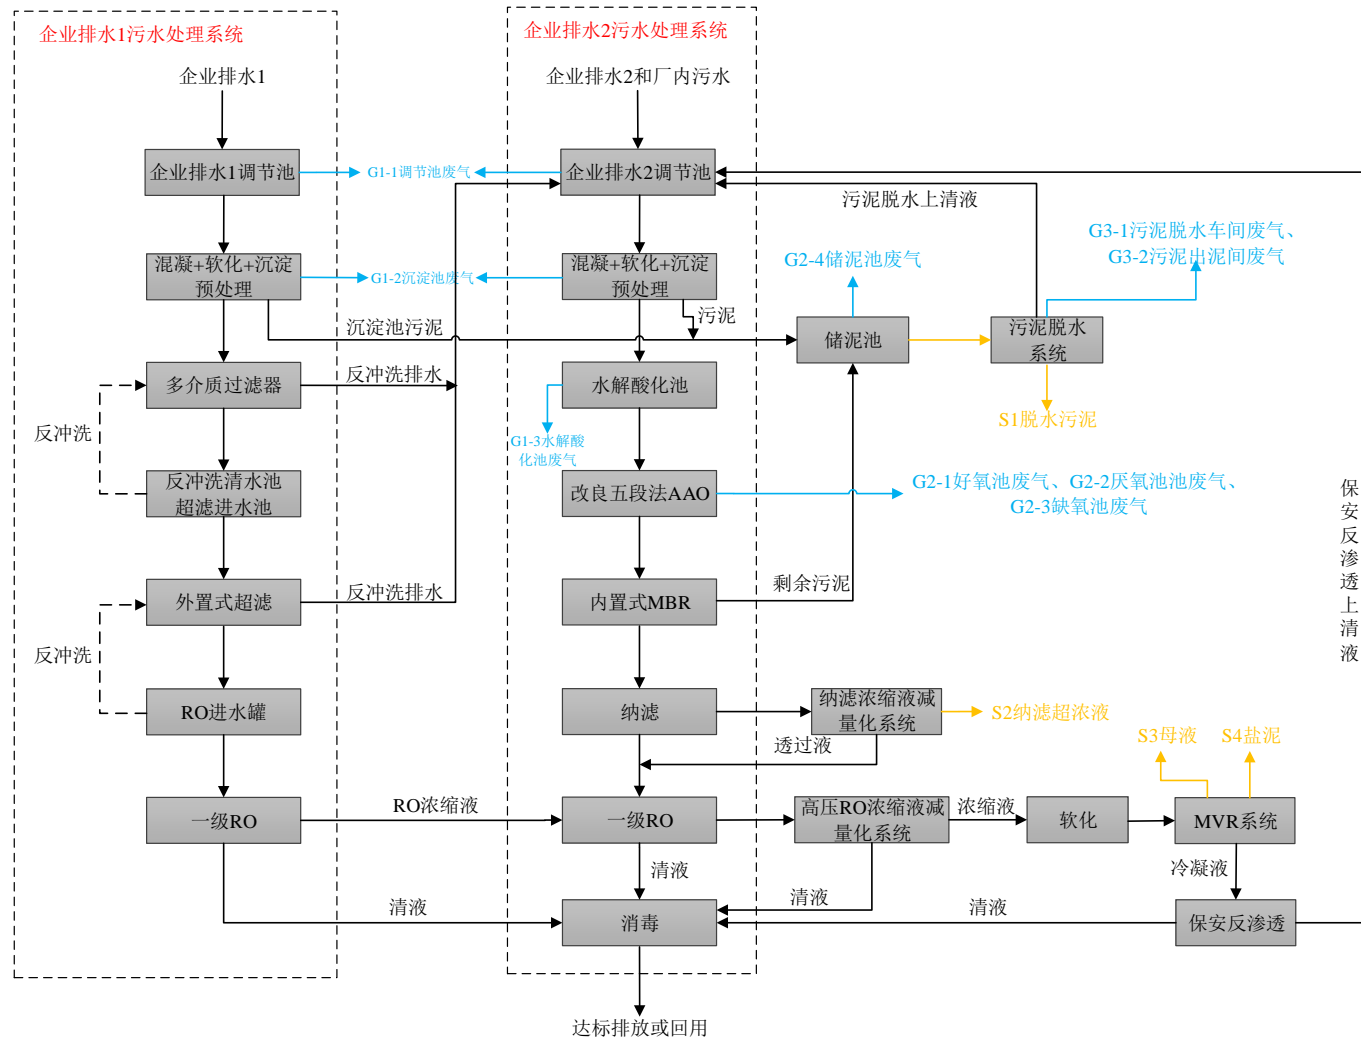 企业排水1污水处理系统
企业排水2污水处理系统
企业排水1
企业排水2和厂内污水
企业排水1调节池
G1-1调节池废气
企业排水2调节池
污泥脱水上清液
G3-1污泥脱水车间废气、
G3-2污泥出泥间废气
混凝+软化+沉淀
预处理
G1-2沉淀池废气
混凝+软化+沉淀
预处理
G2-4储泥池废气
沉淀池污泥
污泥
储泥池
污泥脱水
系统
多介质过滤器
反冲洗排水
水解酸化池
S1脱水污泥
反冲洗
G1-3水解酸
化池废气
反冲洗清水池
超滤进水池
改良五段法AAO
G2-1好氧池废气、G2-2厌氧池池废气、
G2-3缺氧池废气
保
安
反
渗
透
上
清
液
外置式超滤
反冲洗排水
内置式MBR
剩余污泥
反冲洗
RO进水罐
纳滤
纳滤浓缩液减
量化系统
S2纳滤超浓液
透过液
S3母液
S4盐泥
一级RO
RO浓缩液
一级RO
高压RO浓缩液减
量化系统
浓缩液
软化
MVR系统
清液
冷凝液
清液
清液
清液
消毒
保安反渗透
达标排放或回用